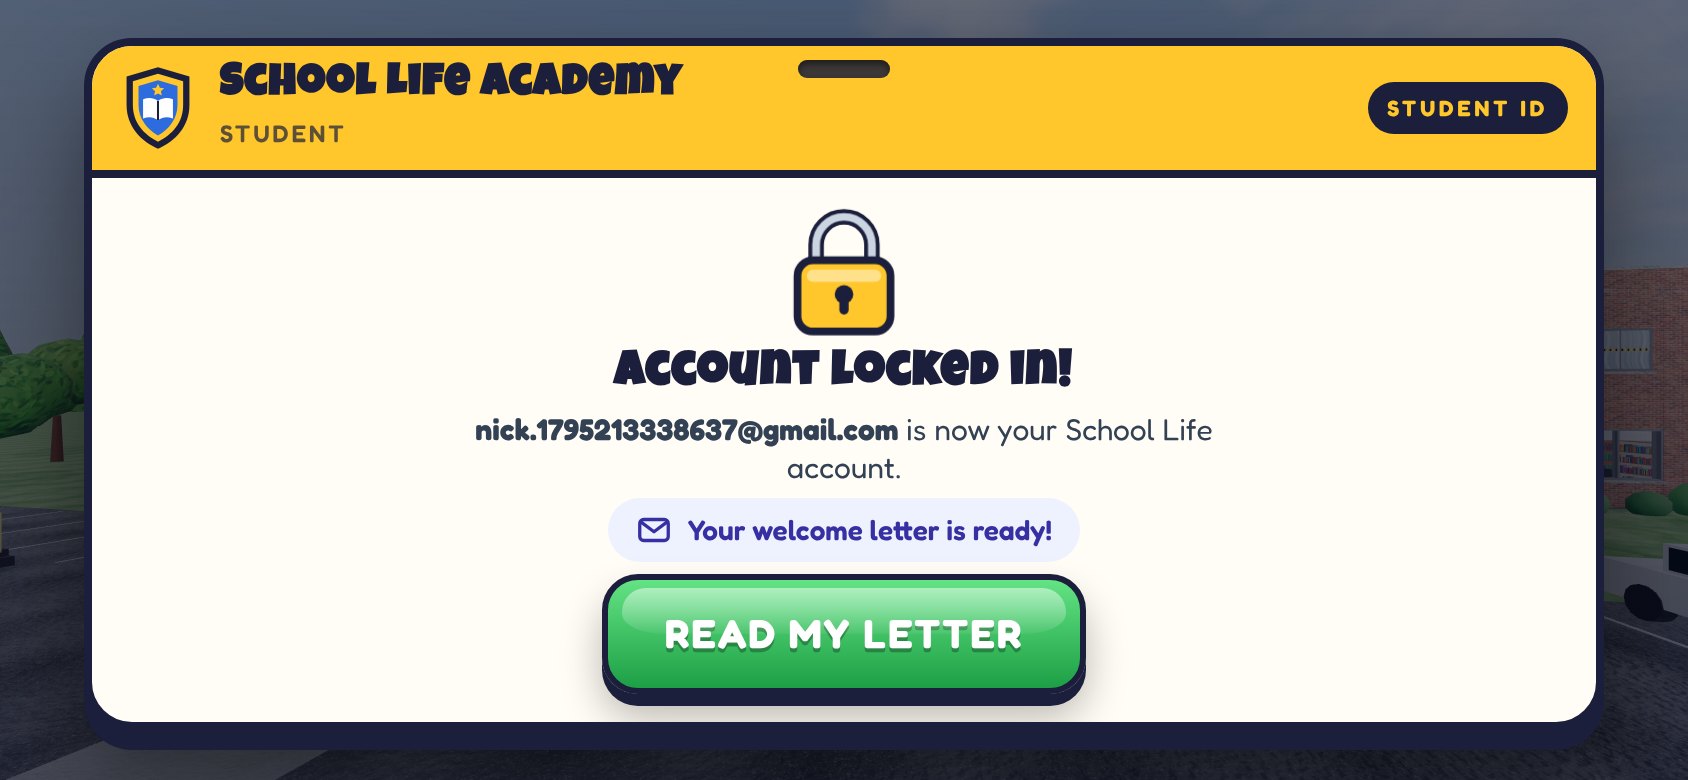 School Life Academy
STUDENT
STUDENT ID
Account Locked In!
nick.1795213338637@gmail.com is now your School Life
account.
Your welcome letter is ready!
READ MY LETTER